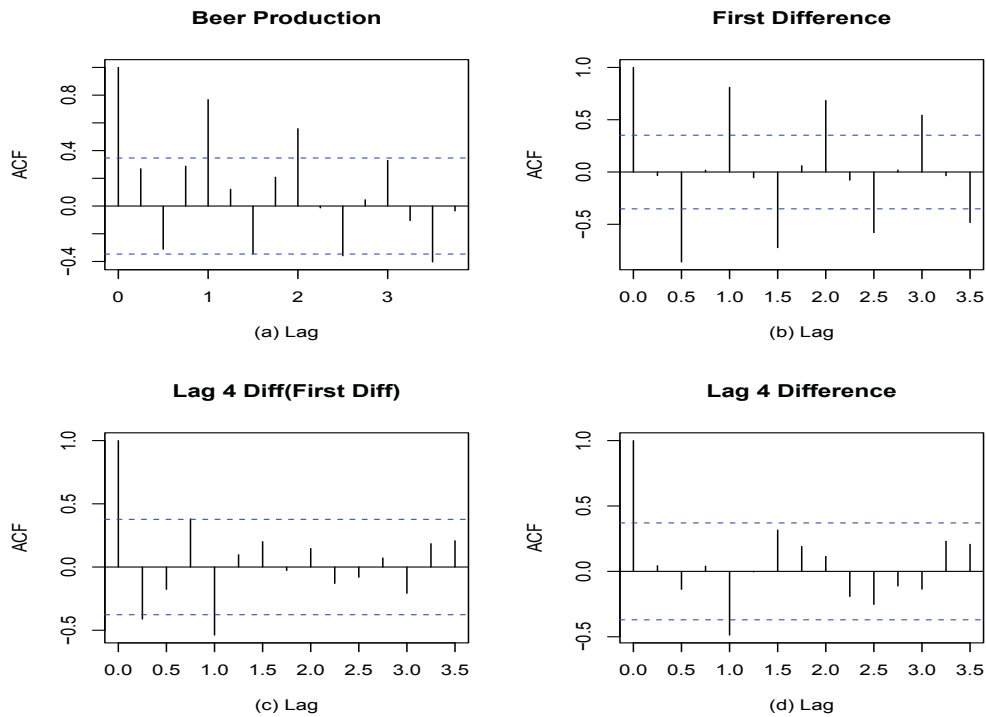 Beer Production
ACF
0.8
0.4
0.0
−0.4
0 1 2 3
(a) Lag
First Difference
ACF
1.0
0.5
0.0
−0.5
0.0 0.5 1.0 1.5 2.0 2.5 3.0 3.5
(b) Lag
Lag 4 Diff(First Diff)
ACF
1.0
0.5
0.0
−0.5
0.0 0.5 1.0 1.5 2.0 2.5 3.0 3.5
(c) Lag
Lag 4 Difference
ACF
1.0
0.5
0.0
−0.5
0.0 0.5 1.0 1.5 2.0 2.5 3.0 3.5
(d) Lag